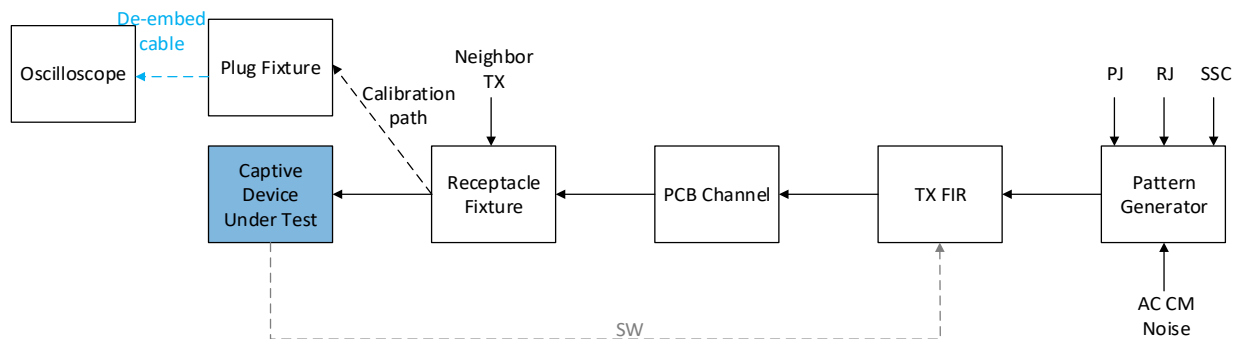 De-embed
cable
Oscilloscope
Plug Fixture
Calibration
path
Neighbor
TX
PJ
RJ
SSC
Captive
Device
Under Test
Receptacle
Fixture
PCB Channel
TX FIR
Pattern
Generator
AC CM
Noise
SW